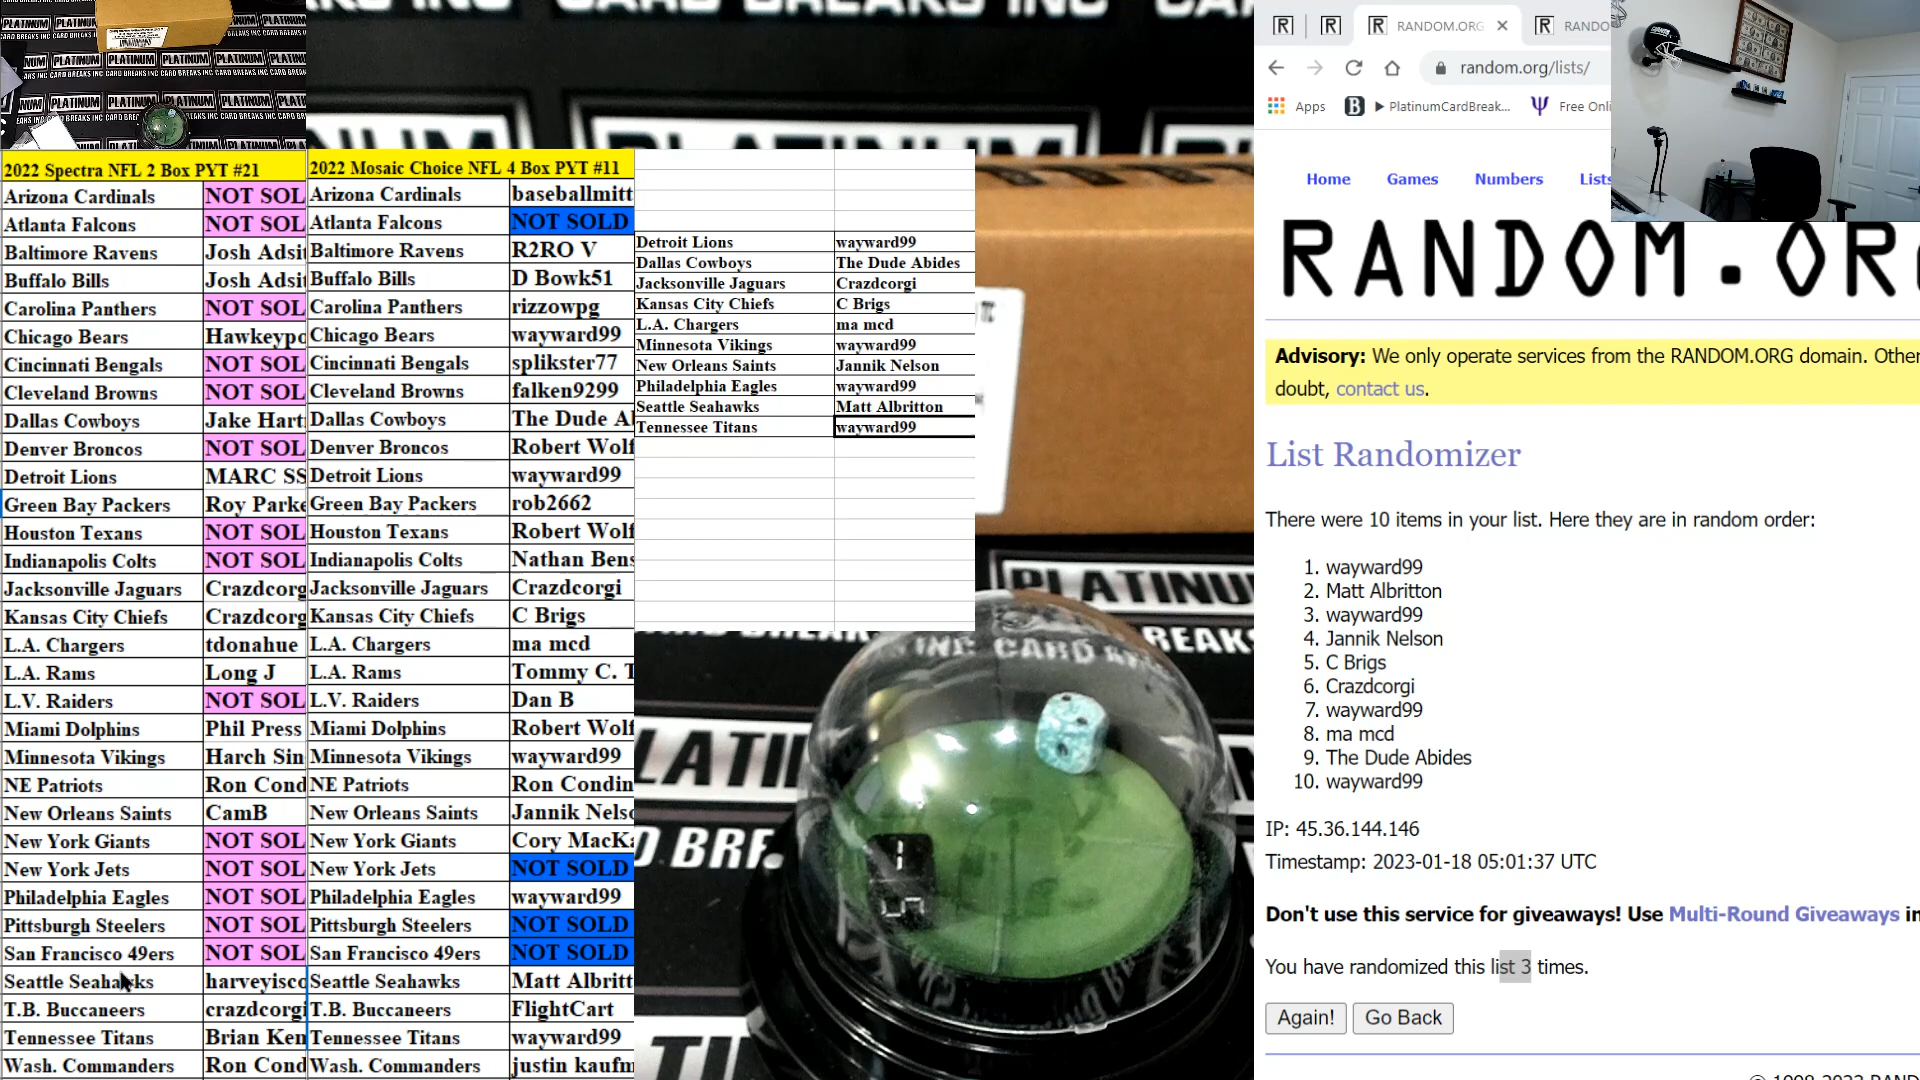 PLATINUM PLATINUM PLATINUM
CARD BREAKS INC
PLATINUM
2022 Spectra NFL 2 Box PYT #21
Arizona Cardinals NOT SOL
Atlanta Falcons NOT SOL
Baltimore Ravens Josh Adsit
Buffalo Bills Josh Adsit
Carolina Panthers NOT SOL
Chicago Bears Hawkeypo
Cincinnati Bengals NOT SOL
Cleveland Browns NOT SOL
Dallas Cowboys Jake Hart
Denver Broncos NOT SOL
Detroit Lions MARC SS
Green Bay Packers Roy Parke
Houston Texans NOT SOL
Indianapolis Colts NOT SOL
Jacksonville Jaguars Crazdcorg
Kansas City Chiefs Crazdcorg
L.A. Chargers tdonahue
L.A. Rams Long J
L.V. Raiders NOT SOL
Miami Dolphins Phil Press
Minnesota Vikings Harch Sin
NE Patriots Ron Cond
New Orleans Saints CamB
New York Giants NOT SOL
New York Jets NOT SOL
Philadelphia Eagles NOT SOL
Pittsburgh Steelers NOT SOL
San Francisco 49ers NOT SOL
Seattle Seahawks harveyisco
T.B. Buccaneers crazdcorgi
Tennessee Titans Brian Ken
Wash. Commanders Ron Cond
2022 Mosaic Choice NFL 4 Box PYT #11
Arizona Cardinals baseballmitt
Atlanta Falcons NOT SOLD
Baltimore Ravens R2RO V
Buffalo Bills D Bowk51
Carolina Panthers rizzowpg
Chicago Bears wayward99
Cincinnati Bengals splikster77
Cleveland Browns falken9299
Dallas Cowboys The Dude Al
Denver Broncos Robert Wolf
Detroit Lions wayward99
Green Bay Packers rob2662
Houston Texans Robert Wolf
Indianapolis Colts Nathan Bens
Jacksonville Jaguars Crazdcorgi
Kansas City Chiefs C Brigs
L.A. Chargers ma mcd
L.A. Rams Tommy C. T
L.V. Raiders Dan B
Miami Dolphins Robert Wolf
Minnesota Vikings wayward99
NE Patriots Ron Condin
New Orleans Saints Jannik Nelso
New York Giants Cory MacKa
New York Jets NOT SOLD
Philadelphia Eagles wayward99
Pittsburgh Steelers NOT SOLD
San Francisco 49ers NOT SOLD
Seattle Seahawks Matt Albritt
T.B. Buccaneers FlightCart
Tennessee Titans wayward99
Wash. Commanders justin kaufm
Detroit Lions wayward99
Dallas Cowboys The Dude Abides
Jacksonville Jaguars Crazdcorgi
Kansas City Chiefs C Brigs
L.A. Chargers ma mcd
Minnesota Vikings wayward99
New Orleans Saints Jannik Nelson
Philadelphia Eagles wayward99
Seattle Seahawks Matt Albritton
Tennessee Titans wayward99
PLATINUM
RANDOM.ORG
RANDO
random.org/lists/
Apps PlatinumCardBreak... Free Onli
Home Games Numbers Lists
RANDOM.OR
Advisory: We only operate services from the RANDOM.ORG domain. Other
doubt, contact us.
List Randomizer
There were 10 items in your list. Here they are in random order:
1. wayward99
2. Matt Albritton
3. wayward99
4. Jannik Nelson
5. C Brigs
6. Crazdcorgi
7. wayward99
8. ma mcd
9. The Dude Abides
10. wayward99
IP: 45.36.144.146
Timestamp: 2023-01-18 05:01:37 UTC
Don't use this service for giveaways! Use Multi-Round Giveaways in
You have randomized this list 3 times.
Again! Go Back